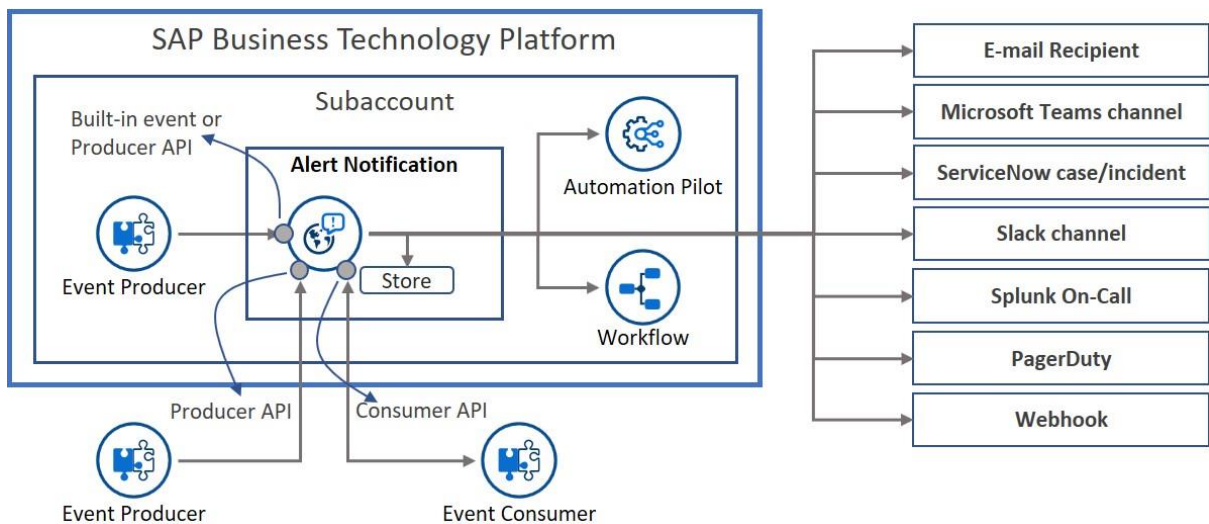 SAP Business Technology Platform
Subaccount
Built-in event or
Producer API
Alert Notification
Event Producer
Store
Automation Pilot
Workflow
Producer API
Consumer API
Event Producer
Event Consumer
E-mail Recipient
Microsoft Teams channel
ServiceNow case/incident
Slack channel
Splunk On-Call
PagerDuty
Webhook